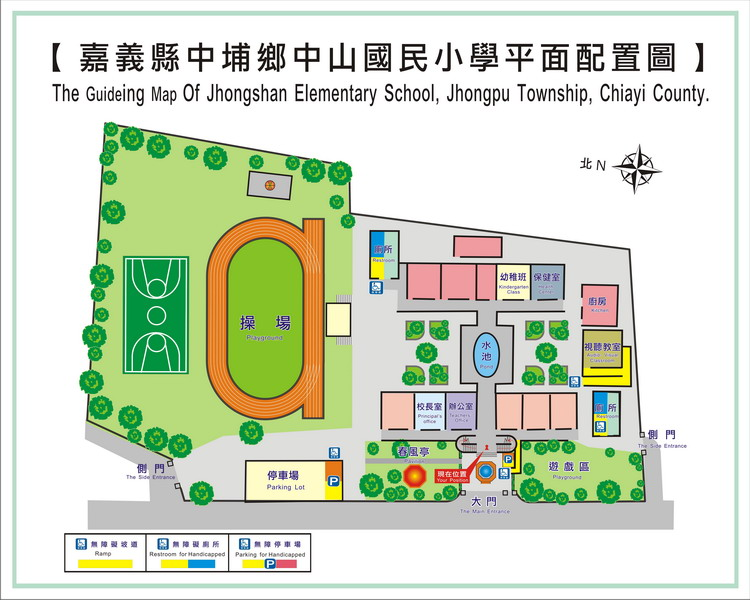 【嘉義縣中埔鄉中山國民小學平面配置圖】
The Guideing Map Of Jhongshan Elementary School, Jhongpu Township, Chiayi County.
北 N
廁所
Restroom
幼稚班
Kindergarten
Class
保健室
Health
廚房
Kitchen
操場
Playground
水池
Pond
視聽教室
Audio Visual
Classroom
校長室
Principal's
office
辦公室
Teachers'
Office
廁所
Restroom
側門
The Side Entrance
側門
The Side Entrance
春風亭
停車場
Parking Lot
P
現在位置
Your Position
P
遊戲區
Playground
大門
The Main Entrance
無障礙坡道
Ramp
無障礙廁所
Restroom for Handicapped
無障礙停車場
Parking for Handicapped
P